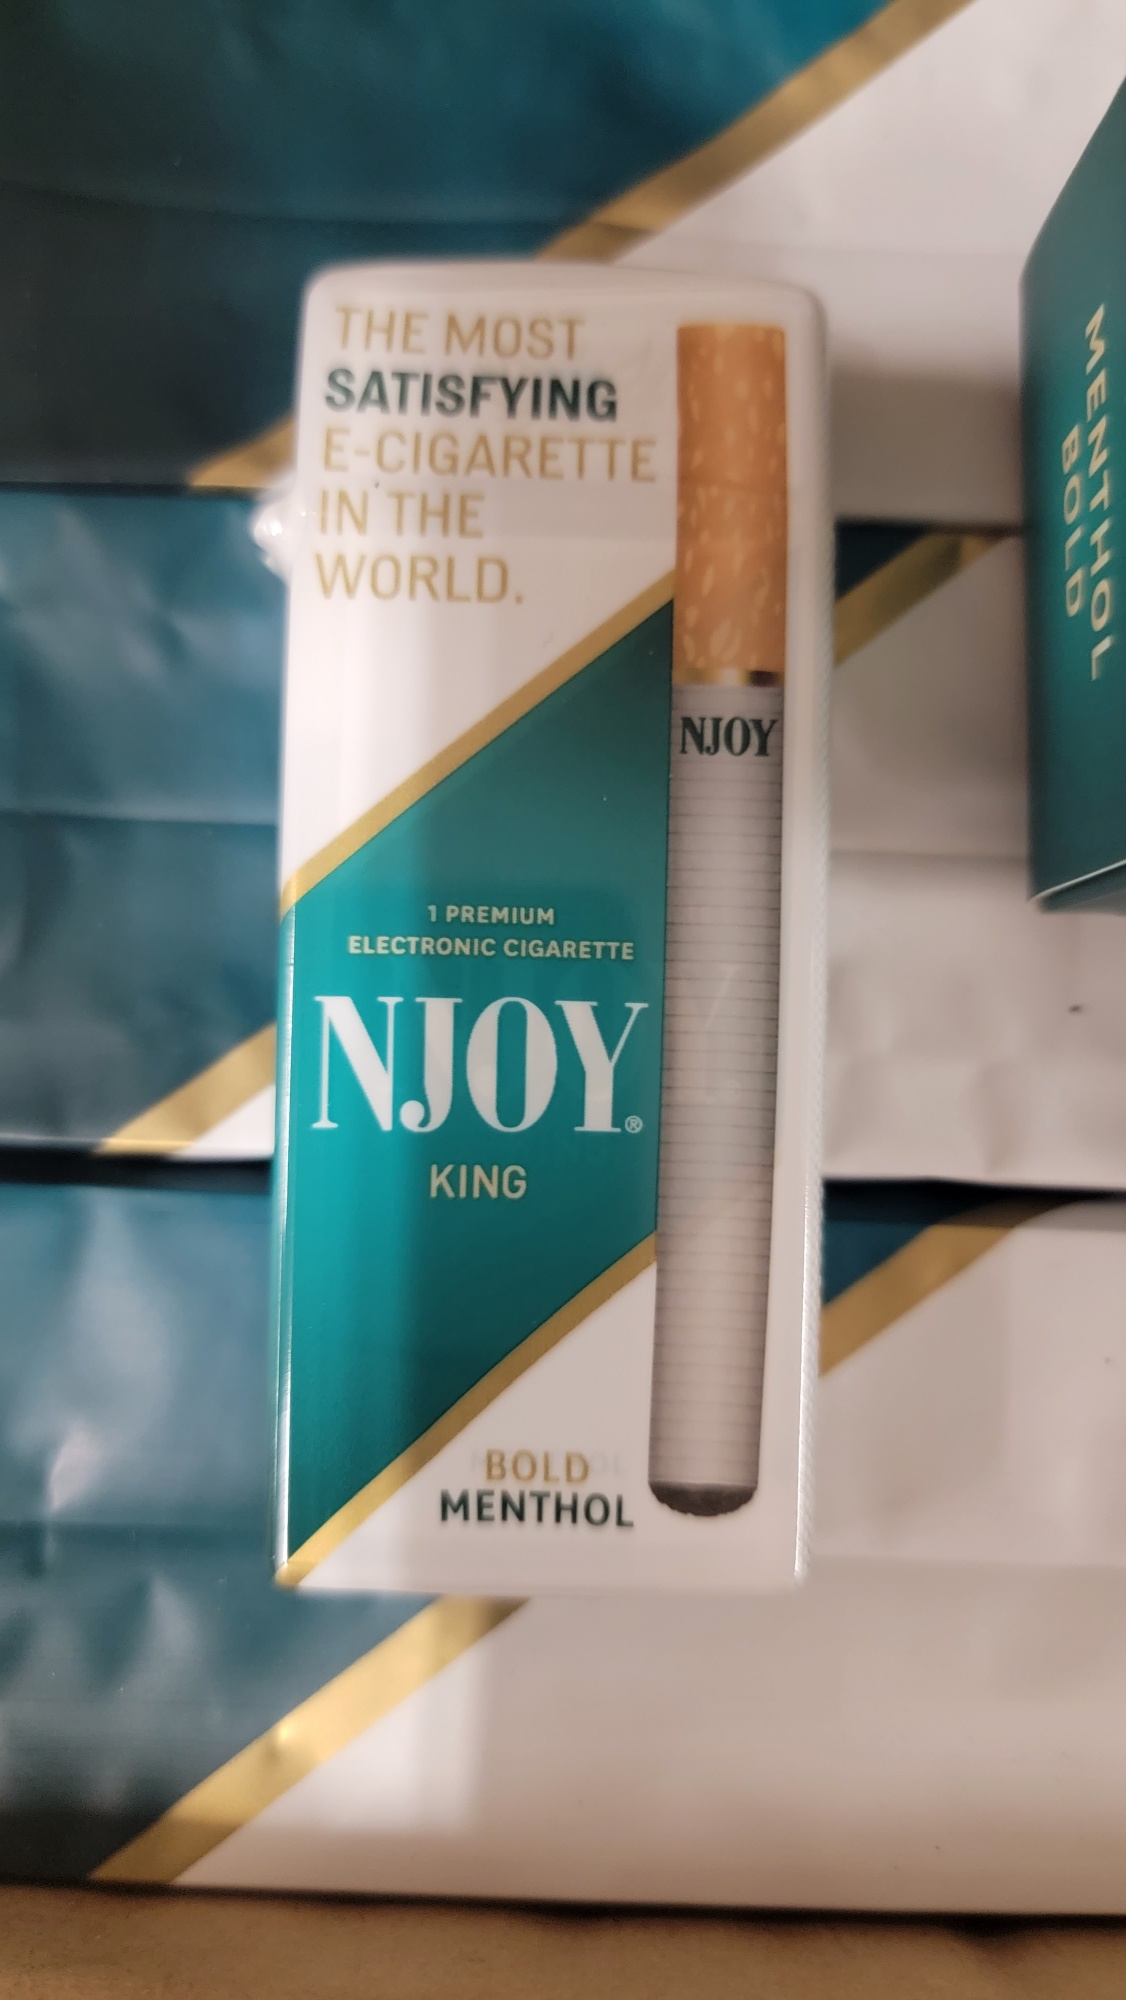 THE MOST
SATISFYING
E-CIGARETTE
IN THE
WORLD.
NJOY
1 PREMIUM
ELECTRONIC CIGARETTE
NJOY®
KING
BOLD
MENTHOL
MENTHOL
BOLD